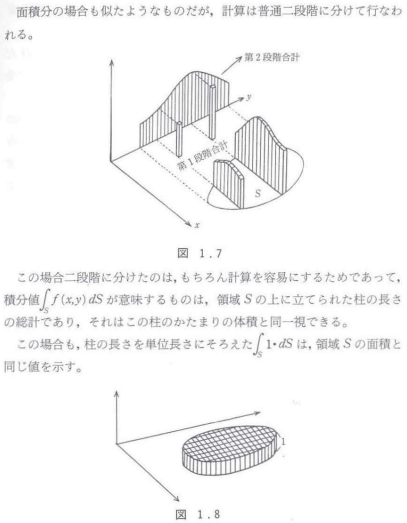 面積分の場合も似たようなものだが，計算は普通二段階に分けて行なわ
れる。
第2段階合計
y
第1段階合計
S
x
図 1.7
この場合二段階に分けたのは，もちろん計算を容易にするためであって，
積分値∫_S f(x,y) dS が意味するものは，領域 S の上に立てられた柱の長さ
の総計であり，それはこの柱のかたまりの体積と同一視できる。
この場合も，柱の長さを単位長さにそろえた∫_S 1•dS は，領域 S の面積と
同じ値を示す。
1
図 1.8